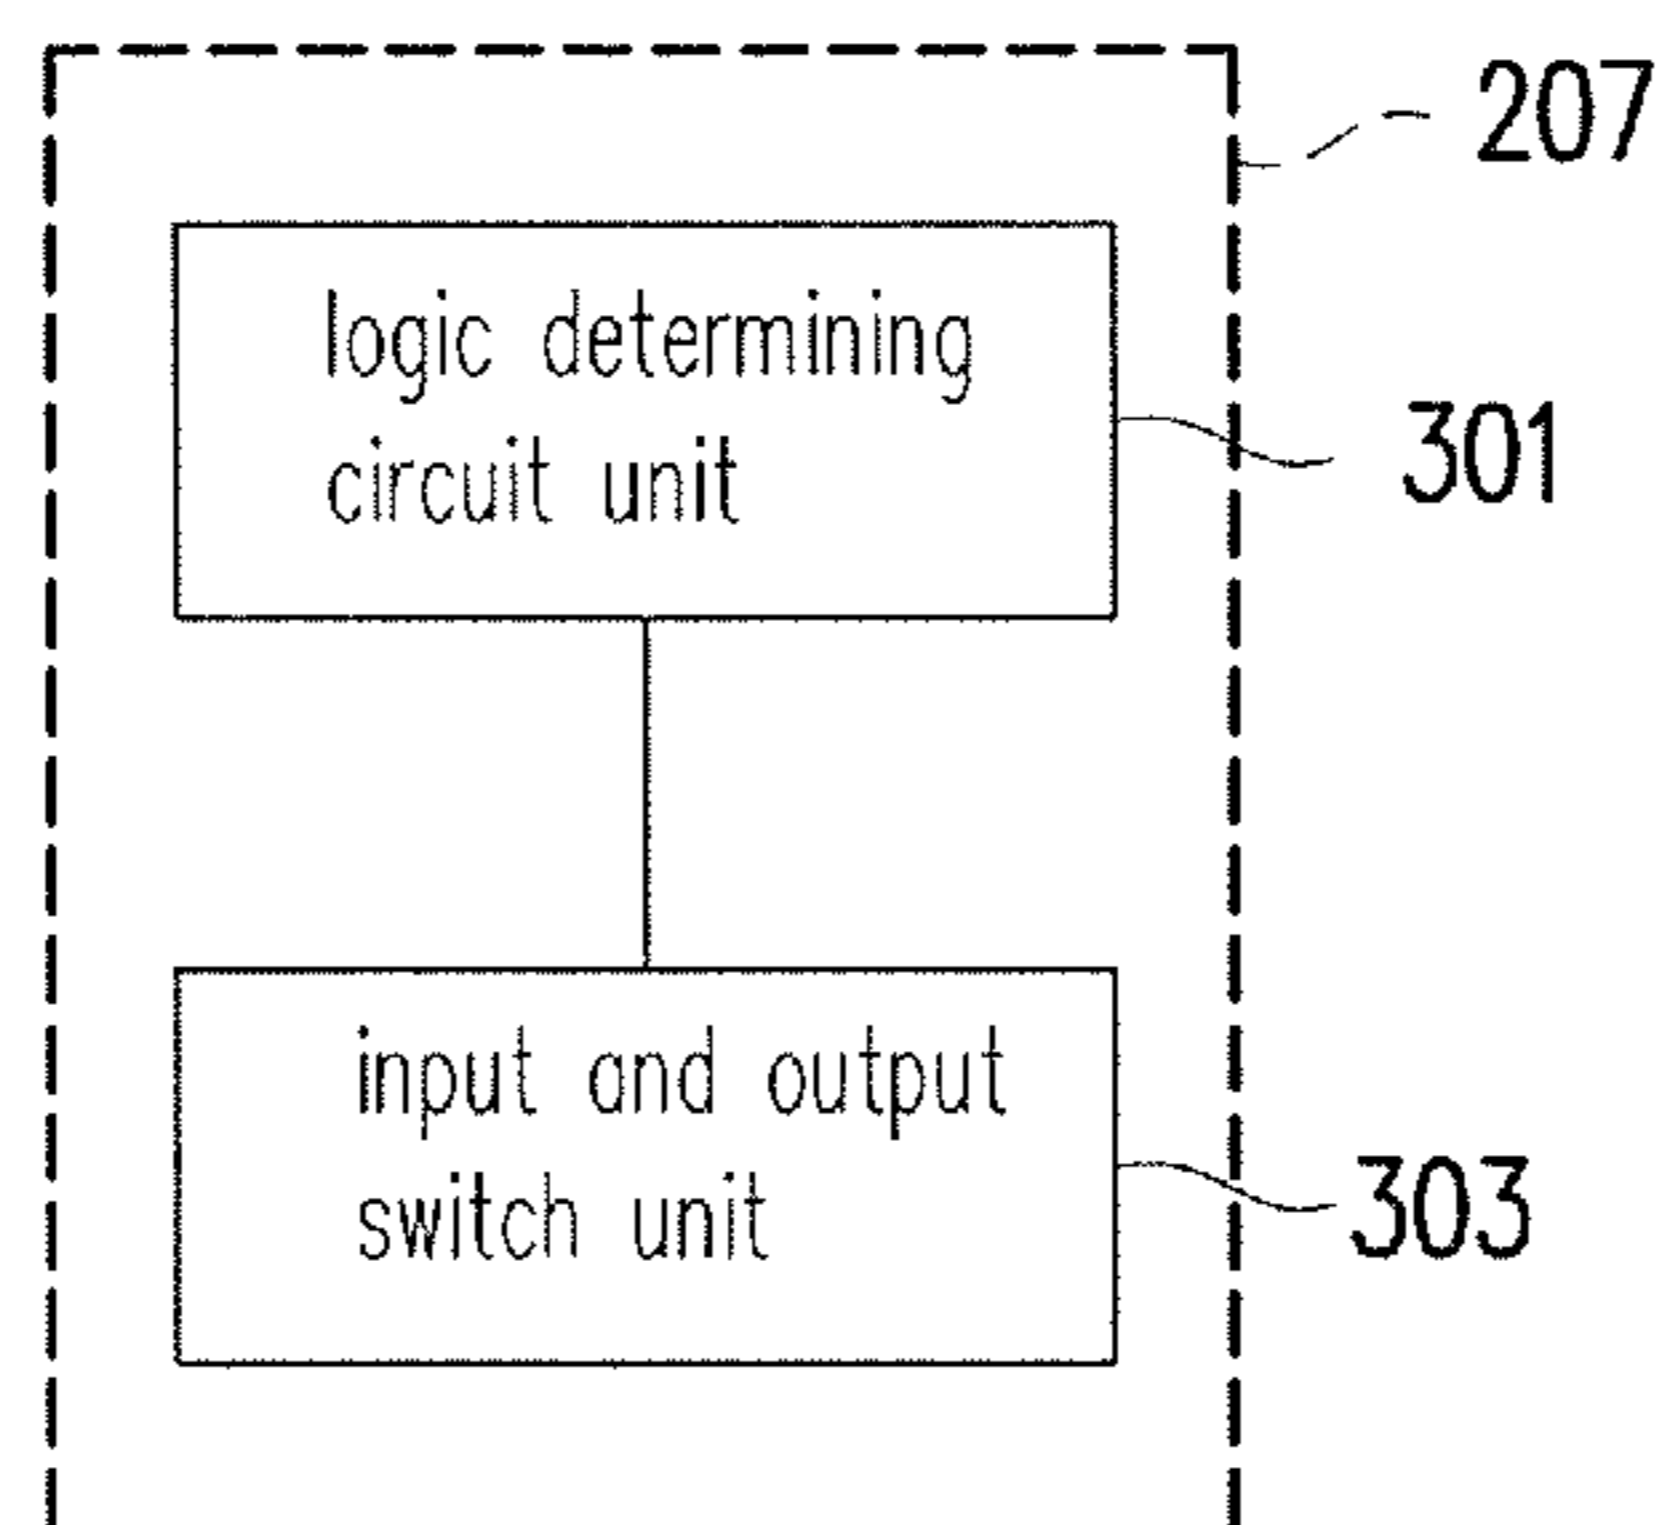 207
logic determining
circuit unit
301
input and output
switch unit
303